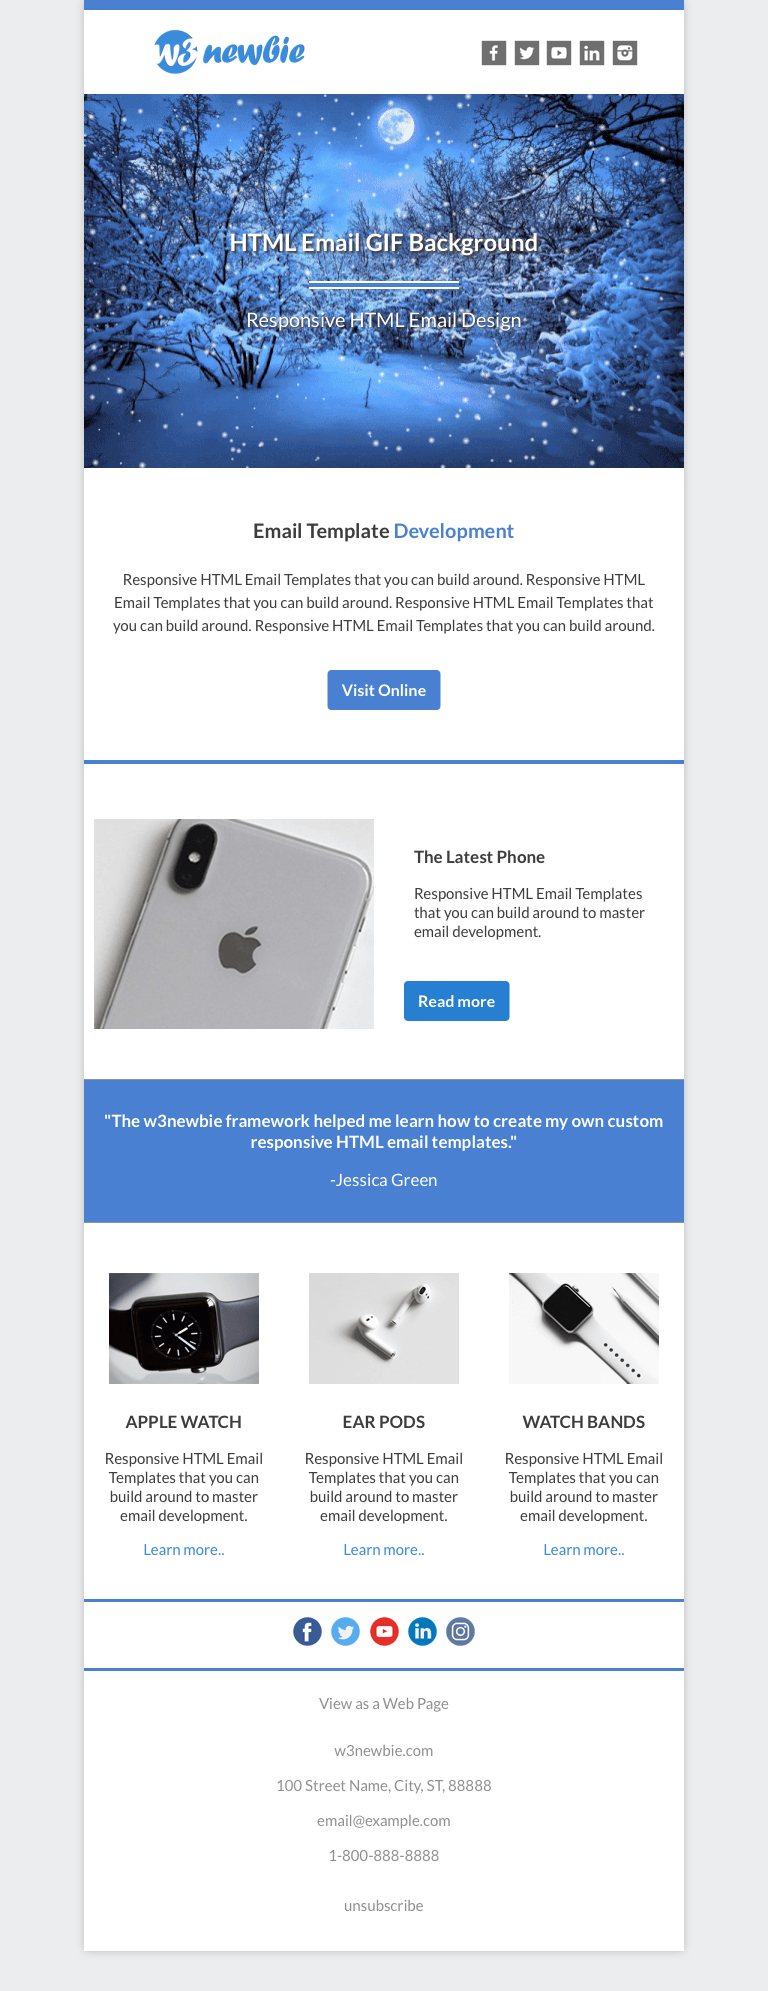 w3 newbie
HTML Email GIF Background
Responsive HTML Email Design
Email Template Development
Responsive HTML Email Templates that you can build around. Responsive HTML
Email Templates that you can build around. Responsive HTML Email Templates that
you can build around. Responsive HTML Email Templates that you can build around.
Visit Online
The Latest Phone
Responsive HTML Email Templates
that you can build around to master
email development.
Read more
"The w3newbie framework helped me learn how to create my own custom
responsive HTML email templates."
-Jessica Green
APPLE WATCH
Responsive HTML Email
Templates that you can
build around to master
email development.
Learn more..
EAR PODS
Responsive HTML Email
Templates that you can
build around to master
email development.
Learn more..
WATCH BANDS
Responsive HTML Email
Templates that you can
build around to master
email development.
Learn more..
View as a Web Page
w3newbie.com
100 Street Name, City, ST, 88888
email@example.com
1-800-888-8888
unsubscribe